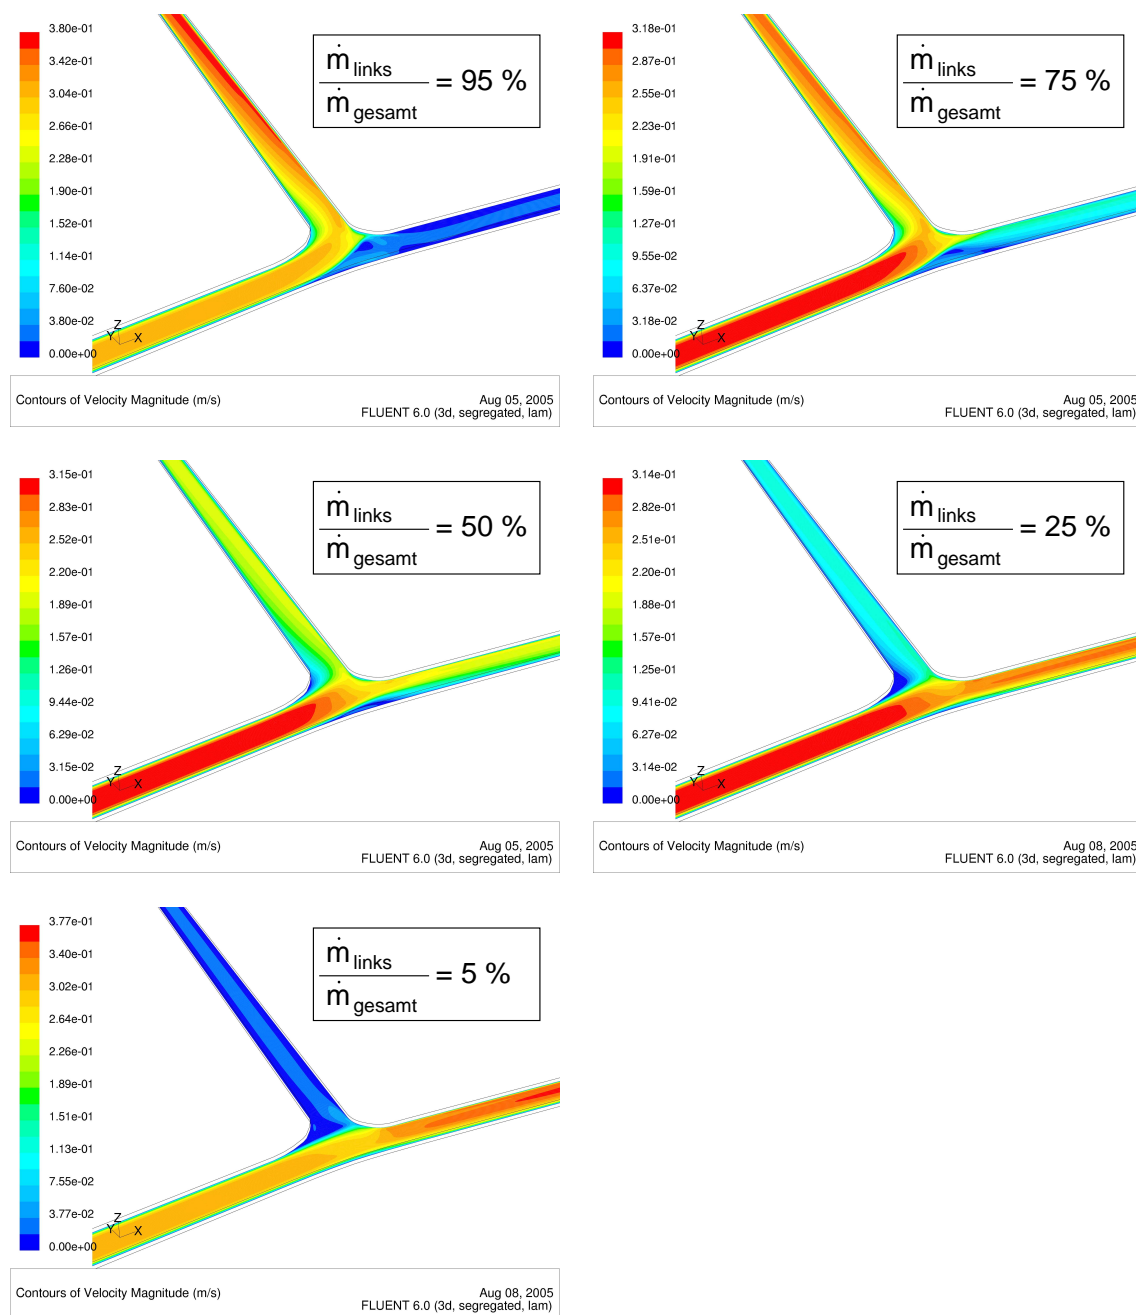 3.80e-01
3.42e-01
3.04e-01
2.66e-01
2.28e-01
1.90e-01
1.52e-01
1.14e-01
7.60e-02
3.80e-02
0.00e+00
ṁ links
ṁ gesamt
= 95 %
Z
Y X
Contours of Velocity Magnitude (m/s)
Aug 05, 2005
FLUENT 6.0 (3d, segregated, lam)
3.18e-01
2.87e-01
2.55e-01
2.23e-01
1.91e-01
1.59e-01
1.27e-01
9.55e-02
6.37e-02
3.18e-02
0.00e+00
ṁ links
ṁ gesamt
= 75 %
Z
Y X
Contours of Velocity Magnitude (m/s)
Aug 05, 2005
FLUENT 6.0 (3d, segregated, lam)
3.15e-01
2.83e-01
2.52e-01
2.20e-01
1.89e-01
1.57e-01
1.26e-01
9.44e-02
6.29e-02
3.15e-02
0.00e+00
ṁ links
ṁ gesamt
= 50 %
Z
Y X
Contours of Velocity Magnitude (m/s)
Aug 05, 2005
FLUENT 6.0 (3d, segregated, lam)
3.14e-01
2.82e-01
2.51e-01
2.20e-01
1.88e-01
1.57e-01
1.25e-01
9.41e-02
6.27e-02
3.14e-02
0.00e+00
ṁ links
ṁ gesamt
= 25 %
Z
Y X
Contours of Velocity Magnitude (m/s)
Aug 08, 2005
FLUENT 6.0 (3d, segregated, lam)
3.77e-01
3.40e-01
3.02e-01
2.64e-01
2.26e-01
1.89e-01
1.51e-01
1.13e-01
7.55e-02
3.77e-02
0.00e+00
ṁ links
ṁ gesamt
= 5 %
Z
Y X
Contours of Velocity Magnitude (m/s)
Aug 08, 2005
FLUENT 6.0 (3d, segregated, lam)